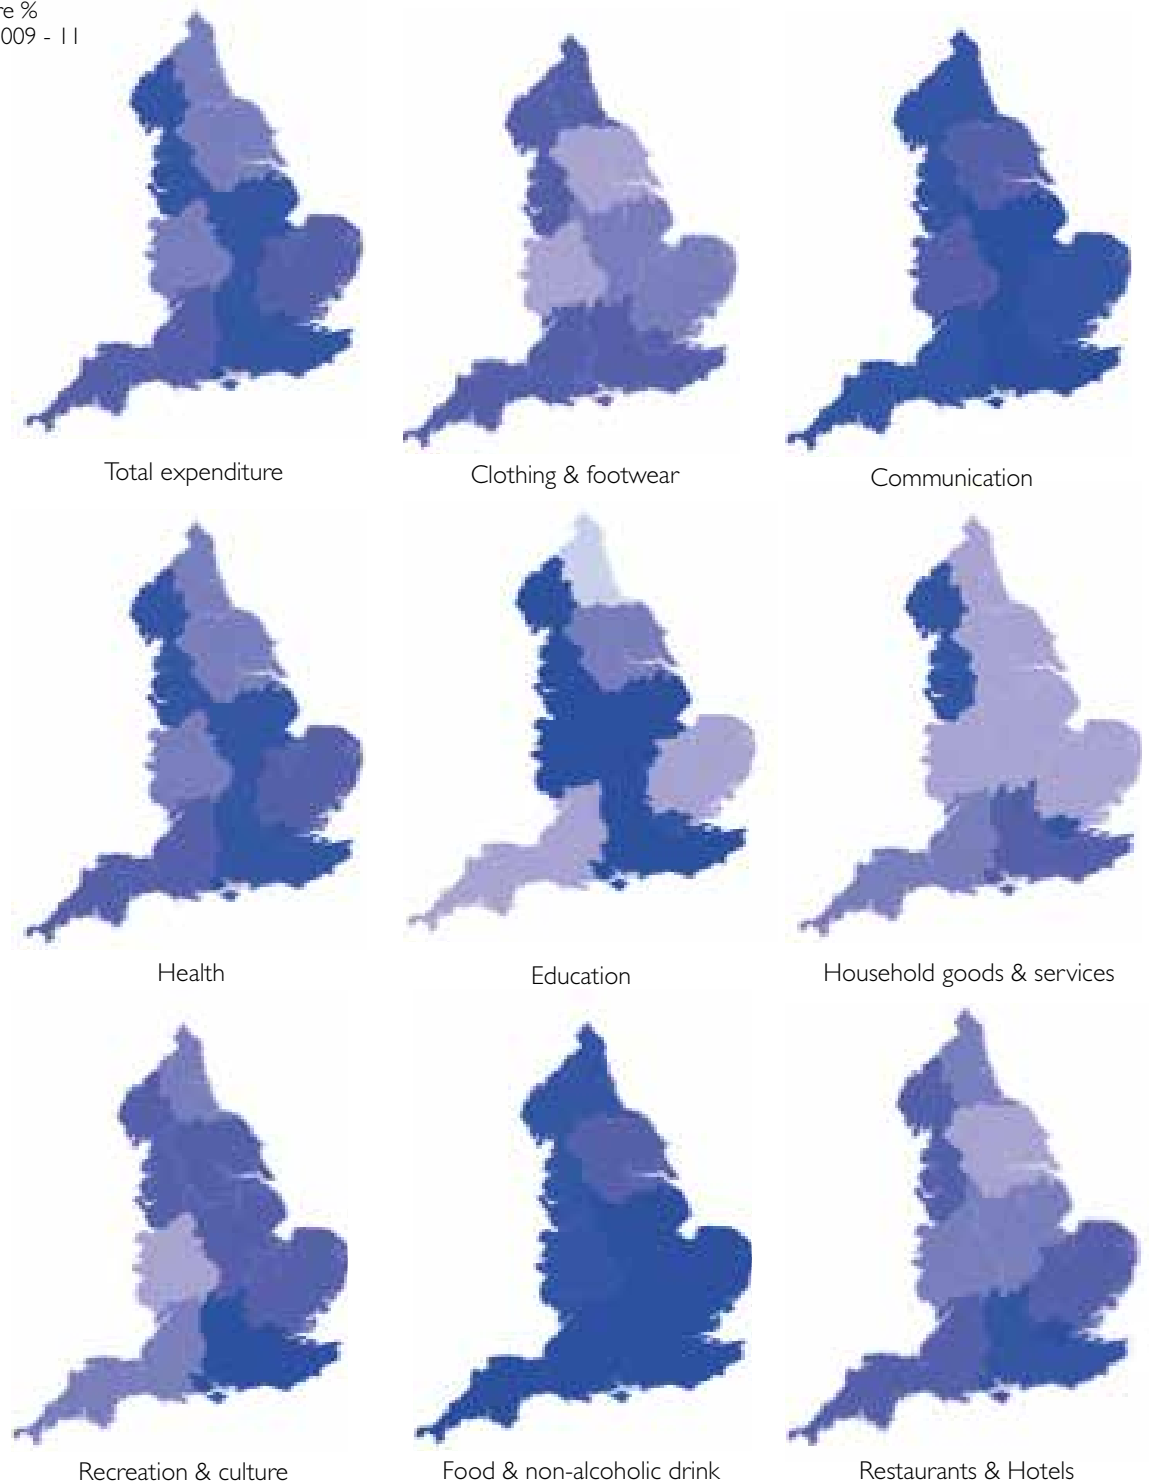 %
009 - 11
Total expenditure
Clothing & footwear
Communication
Health
Education
Household goods & services
Recreation & culture
Food & non-alcoholic drink
Restaurants & Hotels